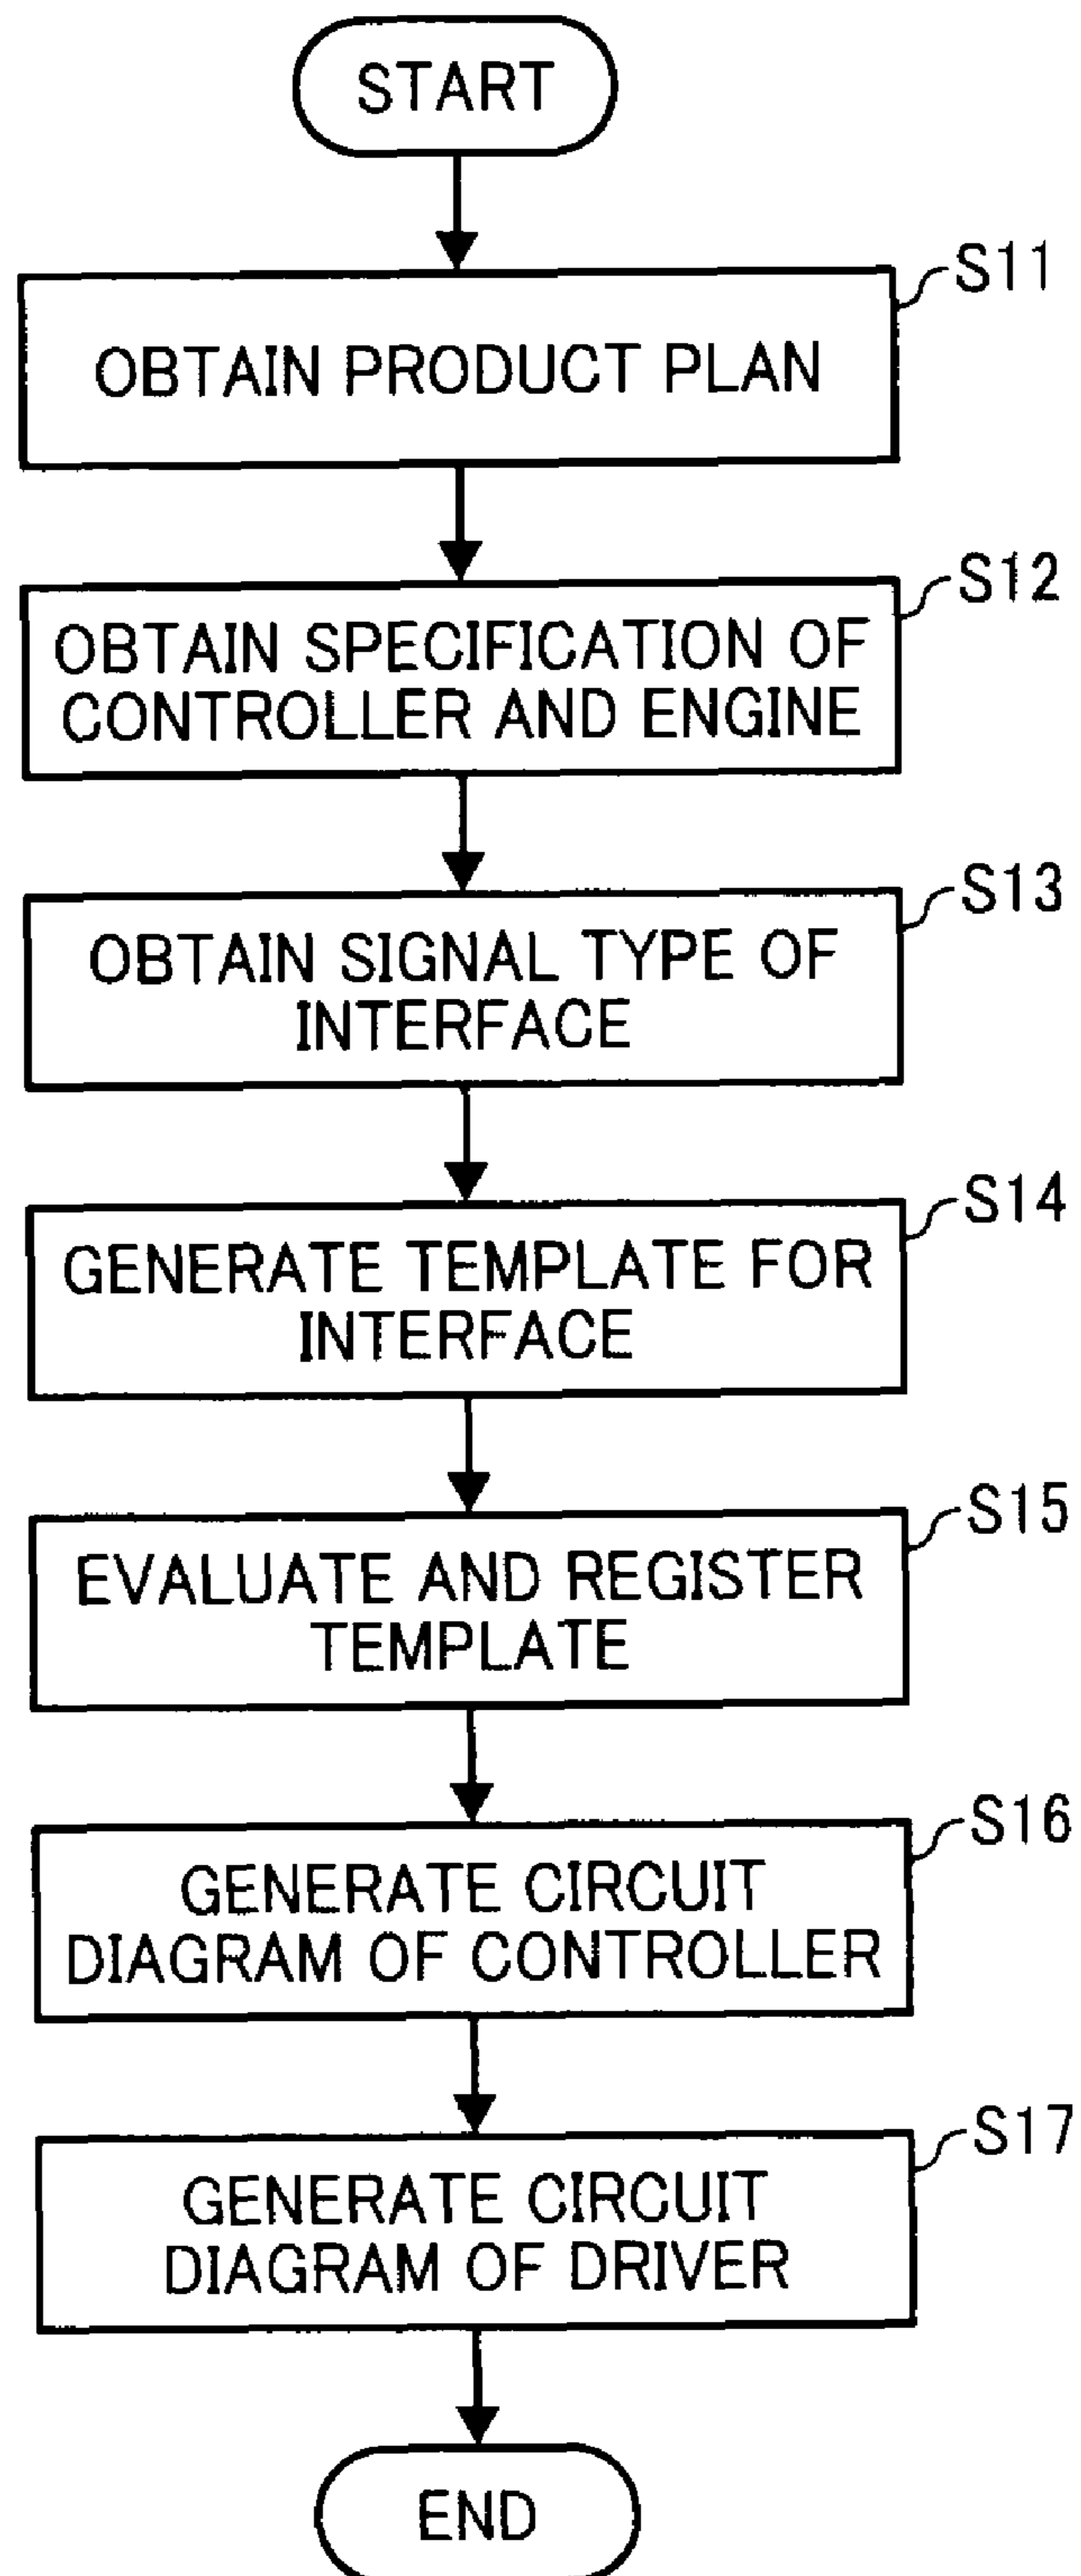 START
S11
OBTAIN PRODUCT PLAN
S12
OBTAIN SPECIFICATION OF
CONTROLLER AND ENGINE
S13
OBTAIN SIGNAL TYPE OF
INTERFACE
S14
GENERATE TEMPLATE FOR
INTERFACE
S15
EVALUATE AND REGISTER
TEMPLATE
S16
GENERATE CIRCUIT
DIAGRAM OF CONTROLLER
S17
GENERATE CIRCUIT
DIAGRAM OF DRIVER
END